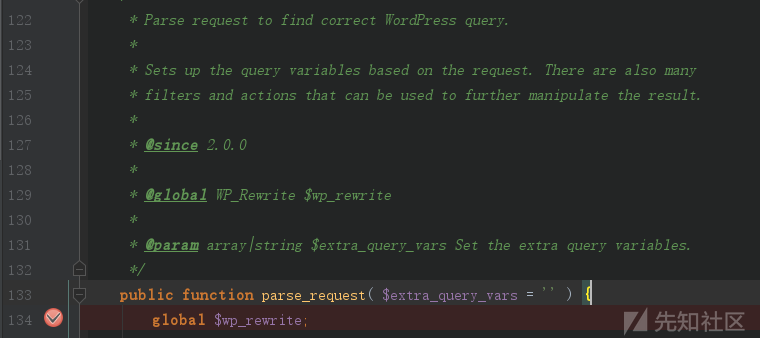 122 * Parse request to find correct WordPress query.
123 *
124 * Sets up the query variables based on the request. There are also many
125 * filters and actions that can be used to further manipulate the result.
126 *
127 * @since 2.0.0
128 *
129 * @global WP_Rewrite $wp_rewrite
130 *
131 * @param array|string $extra_query_vars Set the extra query variables.
132 */
133 public function parse_request( $extra_query_vars = '' ) {
134 global $wp_rewrite;
先知社区